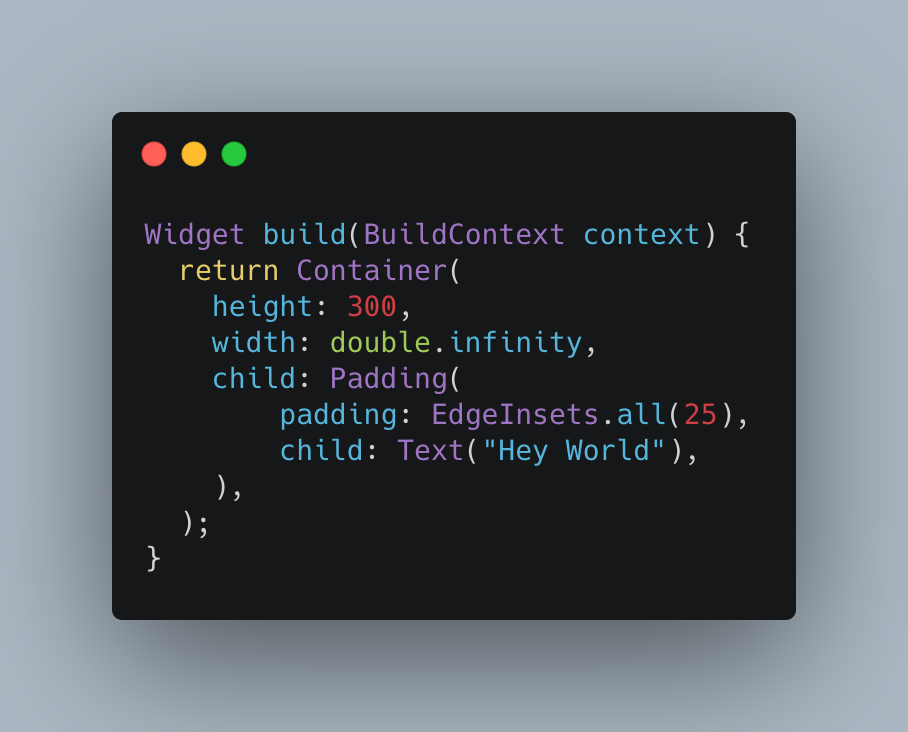 Widget build(BuildContext context) {
  return Container(
    height: 300,
    width: double.infinity,
    child: Padding(
        padding: EdgeInsets.all(25),
        child: Text("Hey World"),
    ),
  );
}